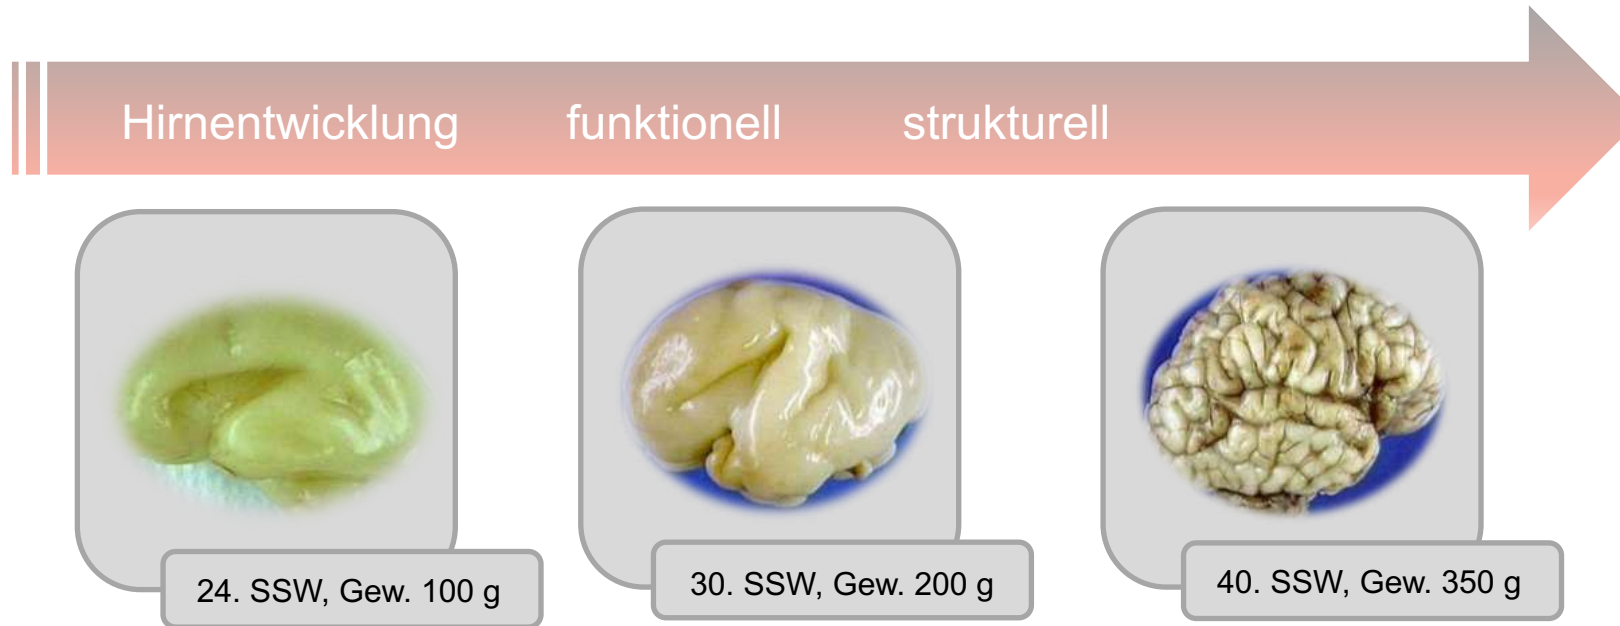 Hirnentwicklung funktionell strukturell
24. SSW, Gew. 100 g
30. SSW, Gew. 200 g
40. SSW, Gew. 350 g